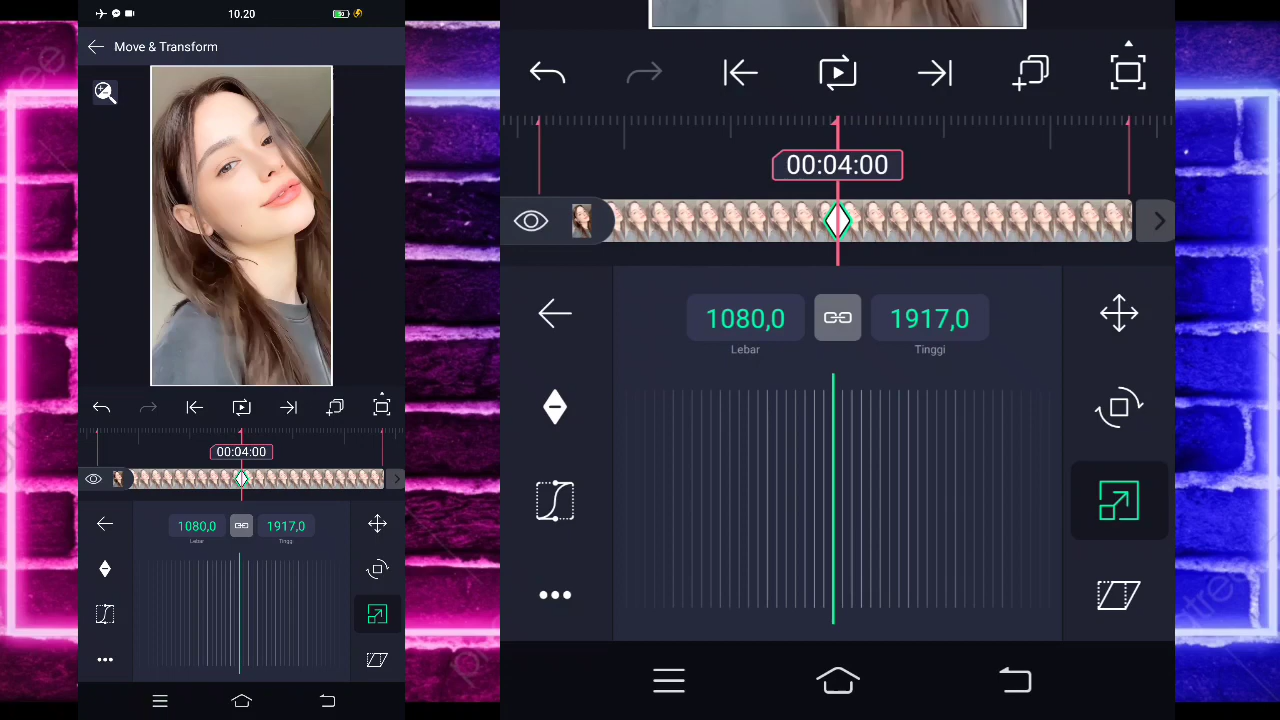 10.20
Move & Transform
00:04:00
1080,0
1917,0
Lebar
Tinggi
00:04:00
1080,0
1917,0
Lebar
Tinggi